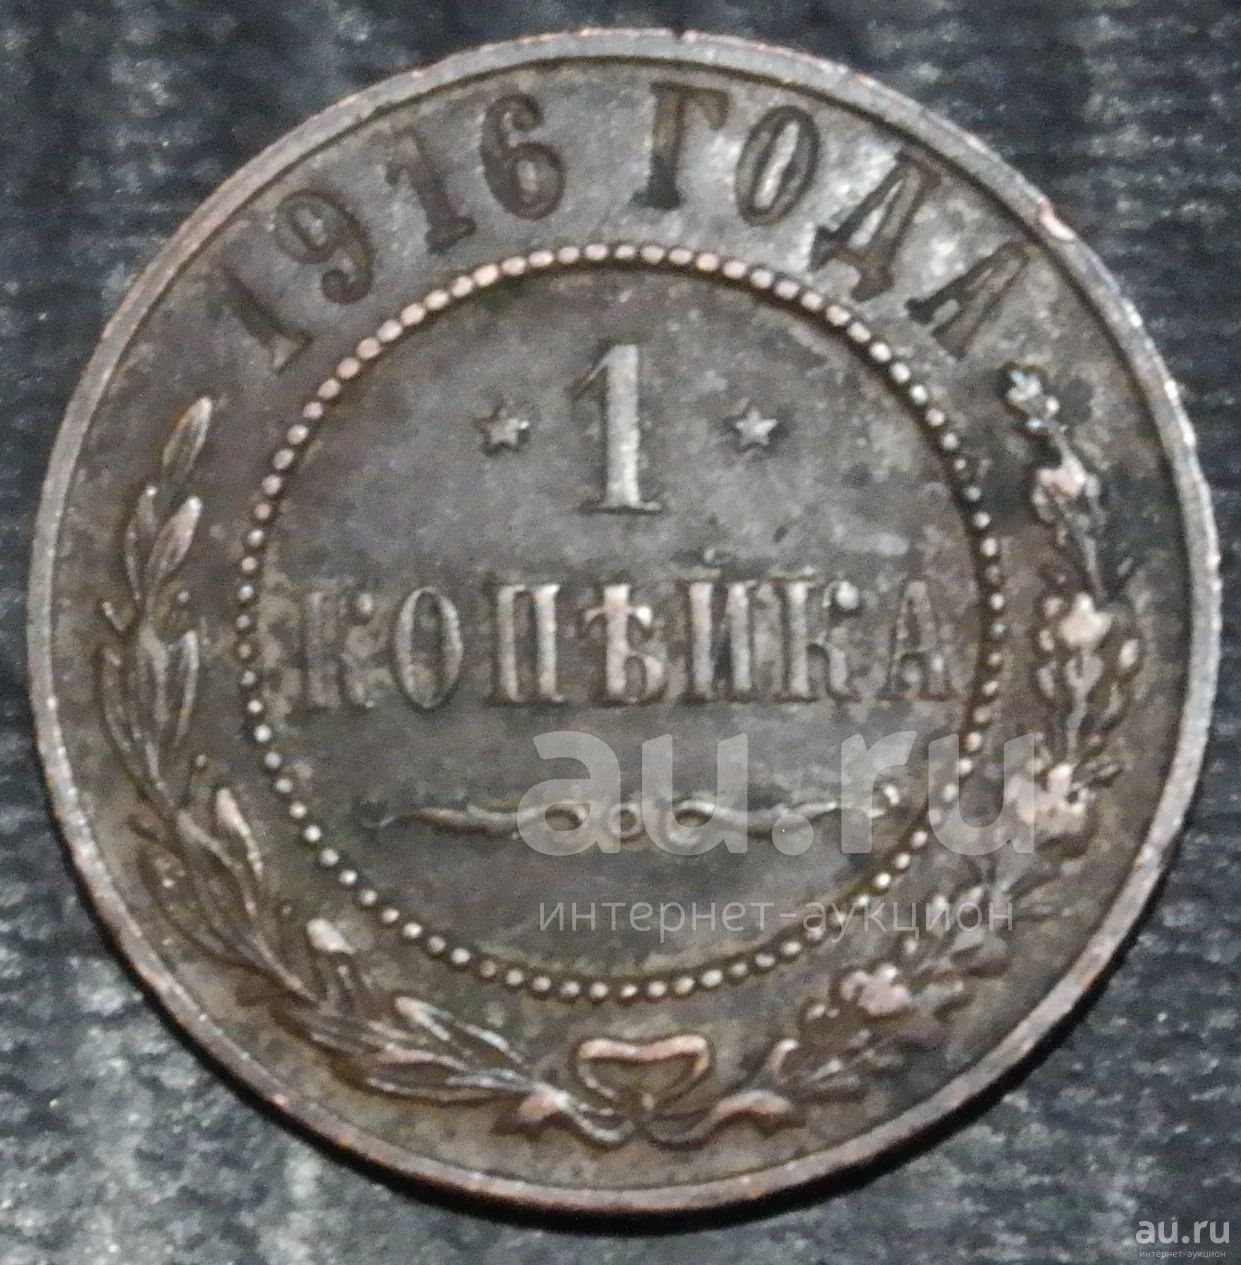 1916 ГОДА
1
КОПѢЙКА
au.ru
интернет-аукцион
au.ru
интернет-аукцион